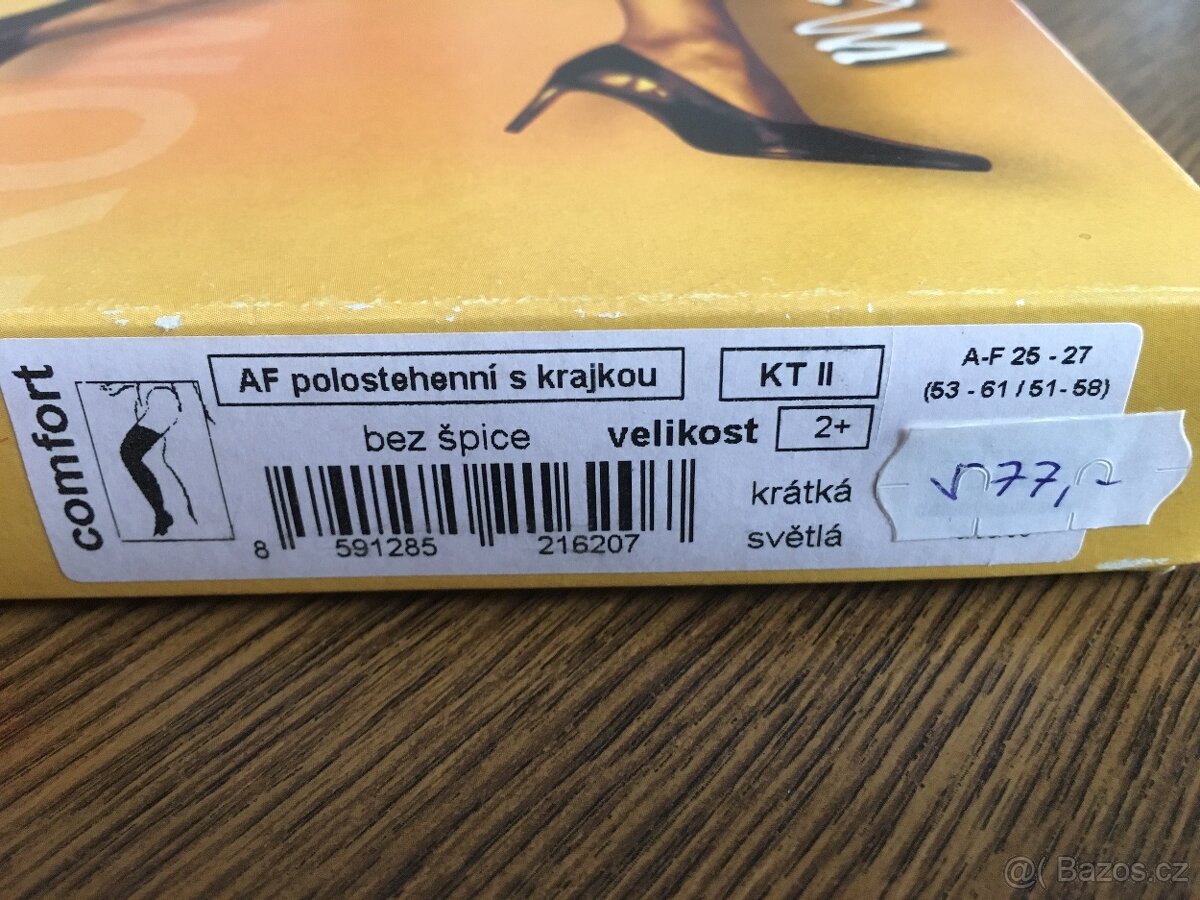 comfort
AF polostehenní s krajkou
KT II
A-F 25 - 27
(53 - 61 / 51- 58)
bez špice
velikost
2+
77,-
krátká
světlá
8 591285 216207
@( Bazos.cz